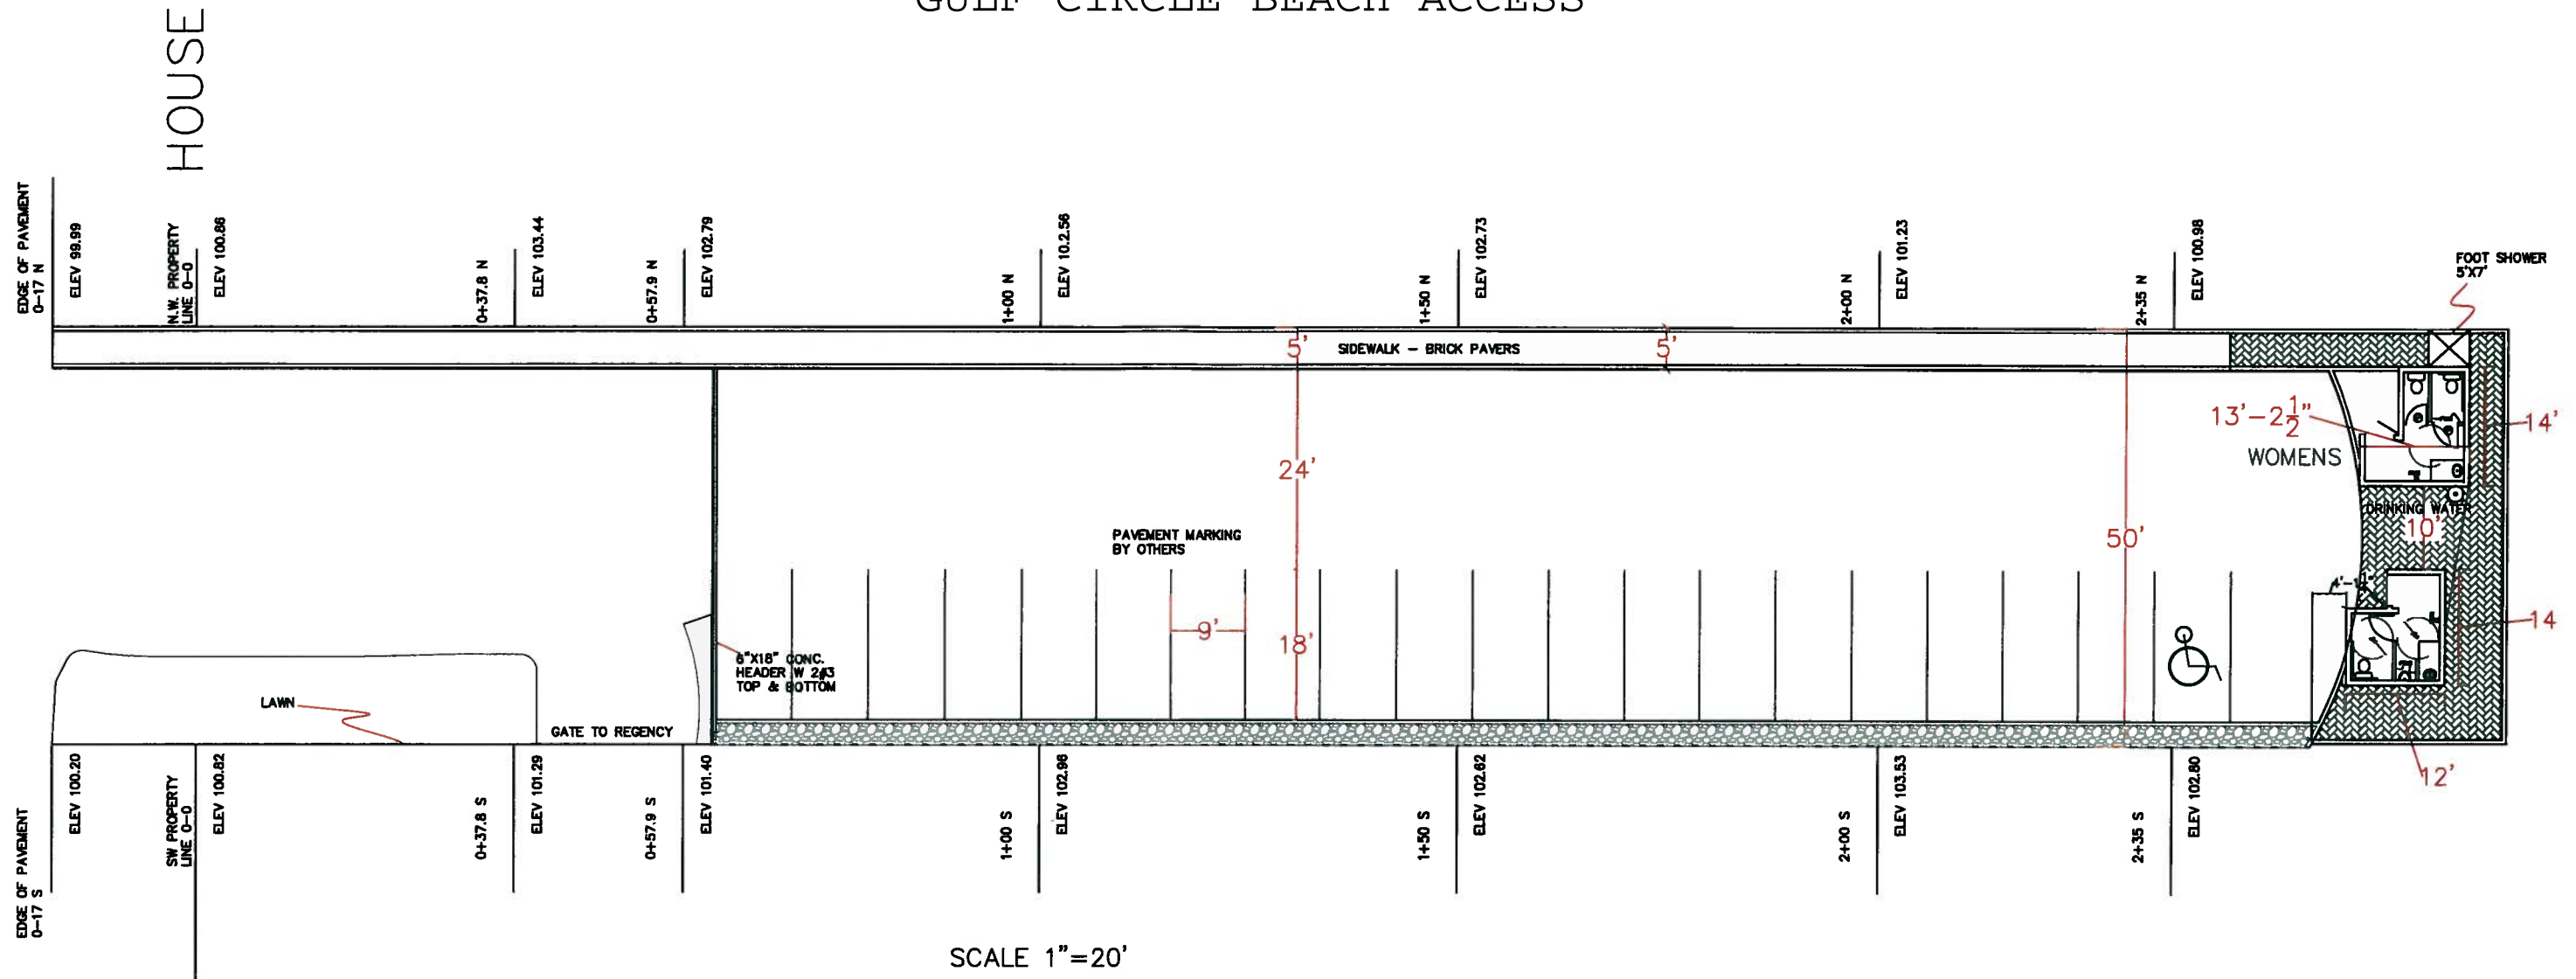 GULF CIRCLE BEACH ACCESS
HOUSE
EDGE OF PAVEMENT
0-17 N
ELEV 99.99
N.W. PROPERTY
LINE 0-0
ELEV 100.86
0+37.8 N
ELEV 103.44
0+57.9 N
ELEV 102.79
1+00 N
ELEV 10.2.56
1+50 N
ELEV 102.73
2+00 N
ELEV 101.23
2+35 N
ELEV 100.98
FOOT SHOWER
5'X7'
5'
SIDEWALK - BRICK PAVERS
5'
13'-2 1/2"
14'
WOMENS
24'
DRINKING WATER
10'
50'
PAVEMENT MARKING
BY OTHERS
9'
18'
14
6"X18" CONC.
HEADER W 2#3
TOP & BOTTOM
LAWN
GATE TO REGENCY
12'
EDGE OF PAVEMENT
0-17 S
ELEV 100.20
SW PROPERTY
LINE 0-0
ELEV 100.82
0+37.8 S
ELEV 101.29
0+57.9 S
ELEV 101.40
1+00 S
ELEV 102.96
1+50 S
ELEV 102.62
2+00 S
ELEV 103.53
2+35 S
ELEV 102.80
SCALE 1"=20'